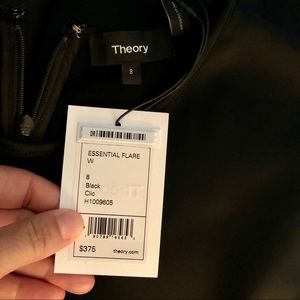 Theory
8
ESSENTIAL FLARE
W
8
Black
Clic
H1009605
$375
theory.com